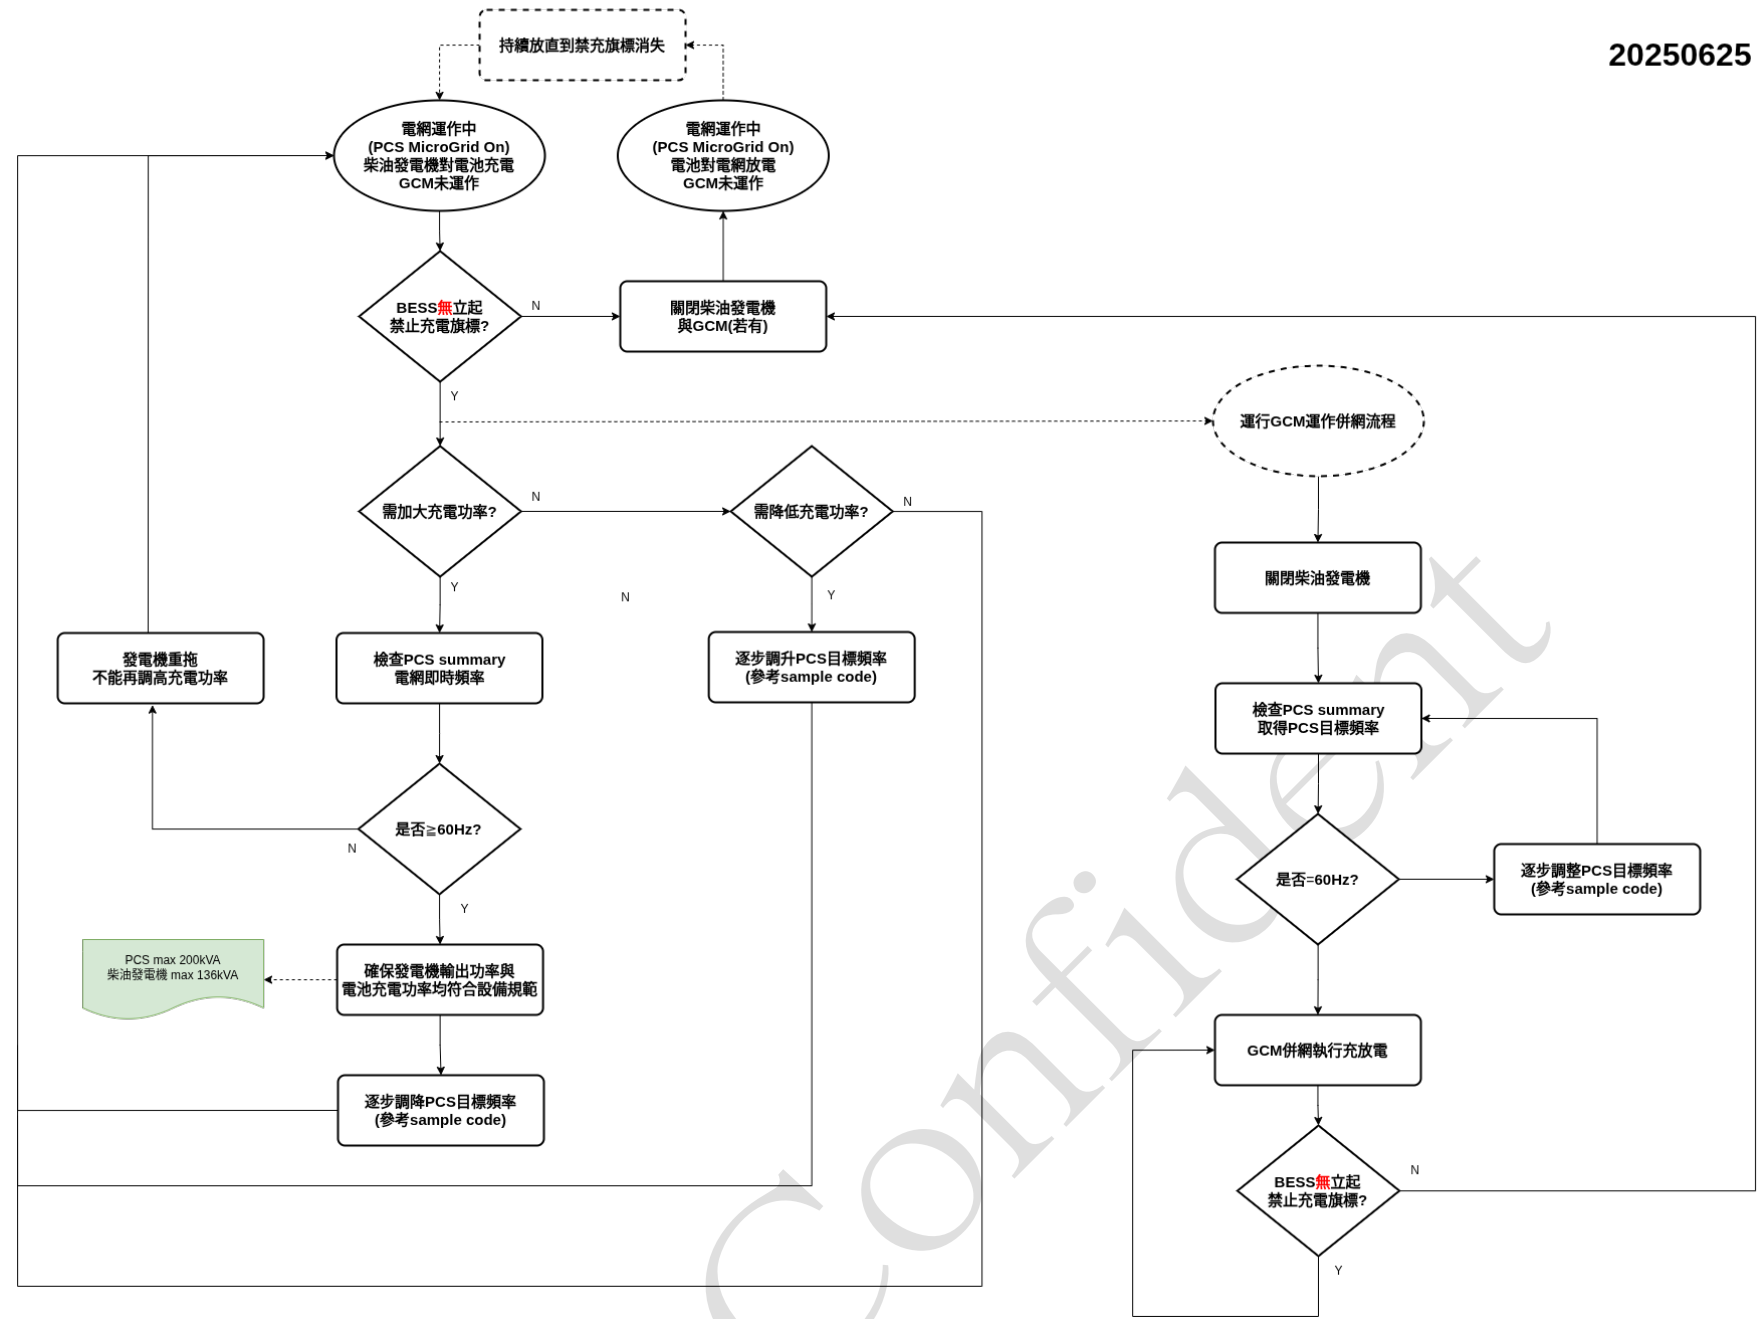 持續放直到禁充旗標消失
20250625
電網運作中
(PCS MicroGrid On)
柴油發電機對電池充電
GCM未運作
電網運作中
(PCS MicroGrid On)
電池對電網放電
GCM未運作
BESS無立起
禁止充電旗標?
N
關閉柴油發電機
與GCM(若有)
Y
運行GCM運作併網流程
需加大充電功率?
N
需降低充電功率?
N
Y
N
Y
關閉柴油發電機
發電機重拖
不能再調高充電功率
檢查PCS summary
電網即時頻率
逐步調升PCS目標頻率
(參考sample code)
檢查PCS summary
取得PCS目標頻率
是否≧60Hz?
N
Y
是否=60Hz?
逐步調整PCS目標頻率
(參考sample code)
PCS max 200kVA
柴油發電機 max 136kVA
確保發電機輸出功率與
電池充電功率均符合設備規範
GCM併網執行充放電
逐步調降PCS目標頻率
(參考sample code)
BESS無立起
禁止充電旗標?
N
Y
Confident